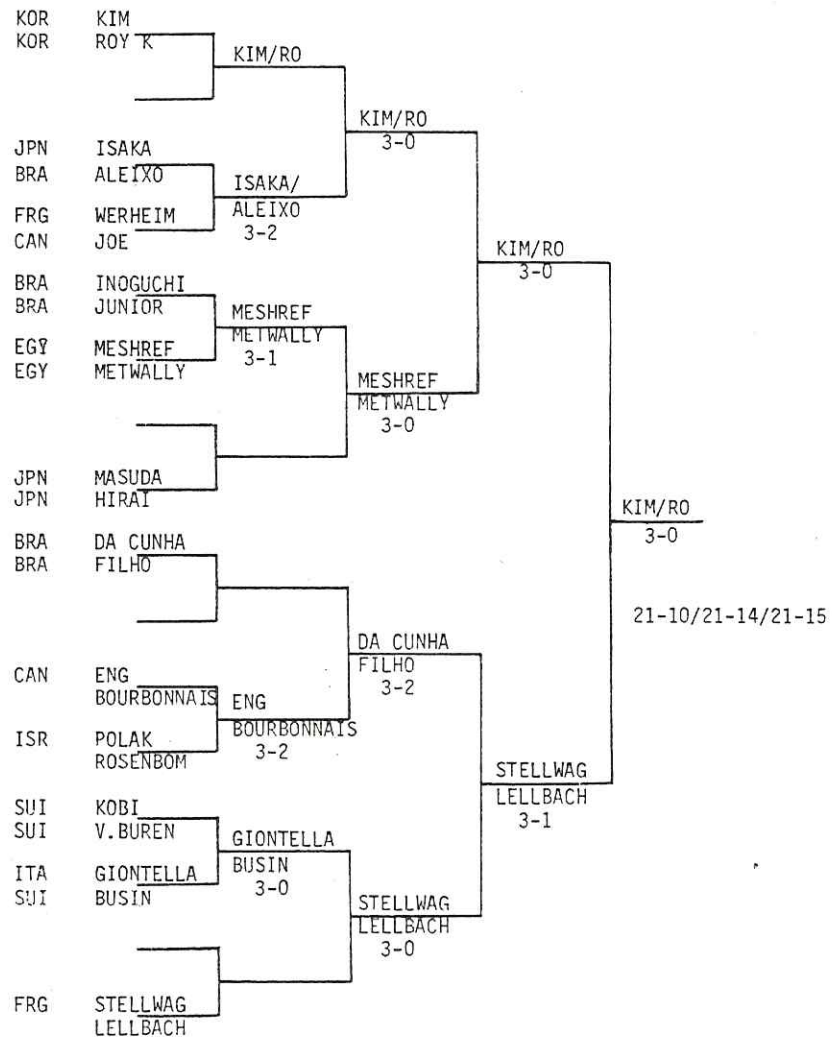 KOR KIM
KOR ROY K
KIM/RO
KIM/RO
3-0
JPN ISAKA
BRA ALEIXO
ISAKA/
ALEIXO
3-2
FRG WERHEIM
CAN JOE
KIM/RO
3-0
BRA INOGUCHI
BRA JUNIOR
MESHREF
METWALLY
3-1
EGY MESHREF
EGY METWALLY
MESHREF
METWALLY
3-0
JPN MASUDA
JPN HIRAI
KIM/RO
3-0
21-10/21-14/21-15
BRA DA CUNHA
BRA FILHO
DA CUNHA
FILHO
3-2
CAN ENG
BOURBONNAIS
ENG
BOURBONNAIS
3-2
ISR POLAK
ROSENBOM
STELLWAG
LELLBACH
3-1
SUI KOBI
SUI V.BUREN
GIONTELLA
BUSIN
3-0
ITA GIONTELLA
SUI BUSIN
STELLWAG
LELLBACH
3-0
FRG STELLWAG
LELLBACH